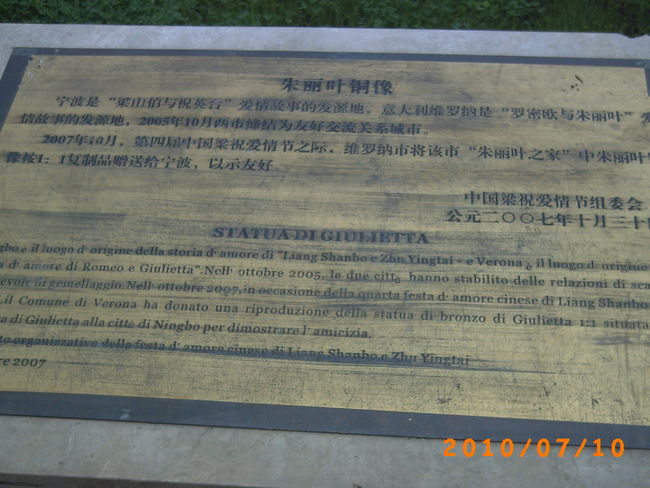 朱丽叶铜像
宁波是“梁山伯与祝英台”爱情故事的发源地，意大利维罗纳是“罗密欧与朱丽叶”爱
情故事的发源地，2005年10月两市缔结为友好交流关系城市。
2007年10月，第四届中国梁祝爱情节之际，维罗纳市将该市“朱丽叶之家”中朱丽叶
像按1：1复制品赠送给宁波，以示友好。
中国梁祝爱情节组委会
公元二〇〇七年十月三十
STATUA DI GIULIETTA
gbo e il luogo d' origine della storia d' amore di "Liang Shanbo e Zhu Yingtai - e Verona è il luogo d' origine
a d' amore di Romeo e Giulietta".Nell' ottobre 2005, le due città hanno stabilito delle relazioni di sca
evoli di gemellaggio.Nell' ottobre 2007,in occasione della quarta festa d' amore cinese di Liang Shanbo
i,il Comune di Verona ha donato una riproduzione della statua di bronzo di Giulietta 1:1 situata
sa di Giulietta alla città di Ningbo per dimostrare l' amicizia.
to organizzativo della festa d' amore cinese di Liang Shanbo e Zhu Yingtai
re 2007
2010/07/10